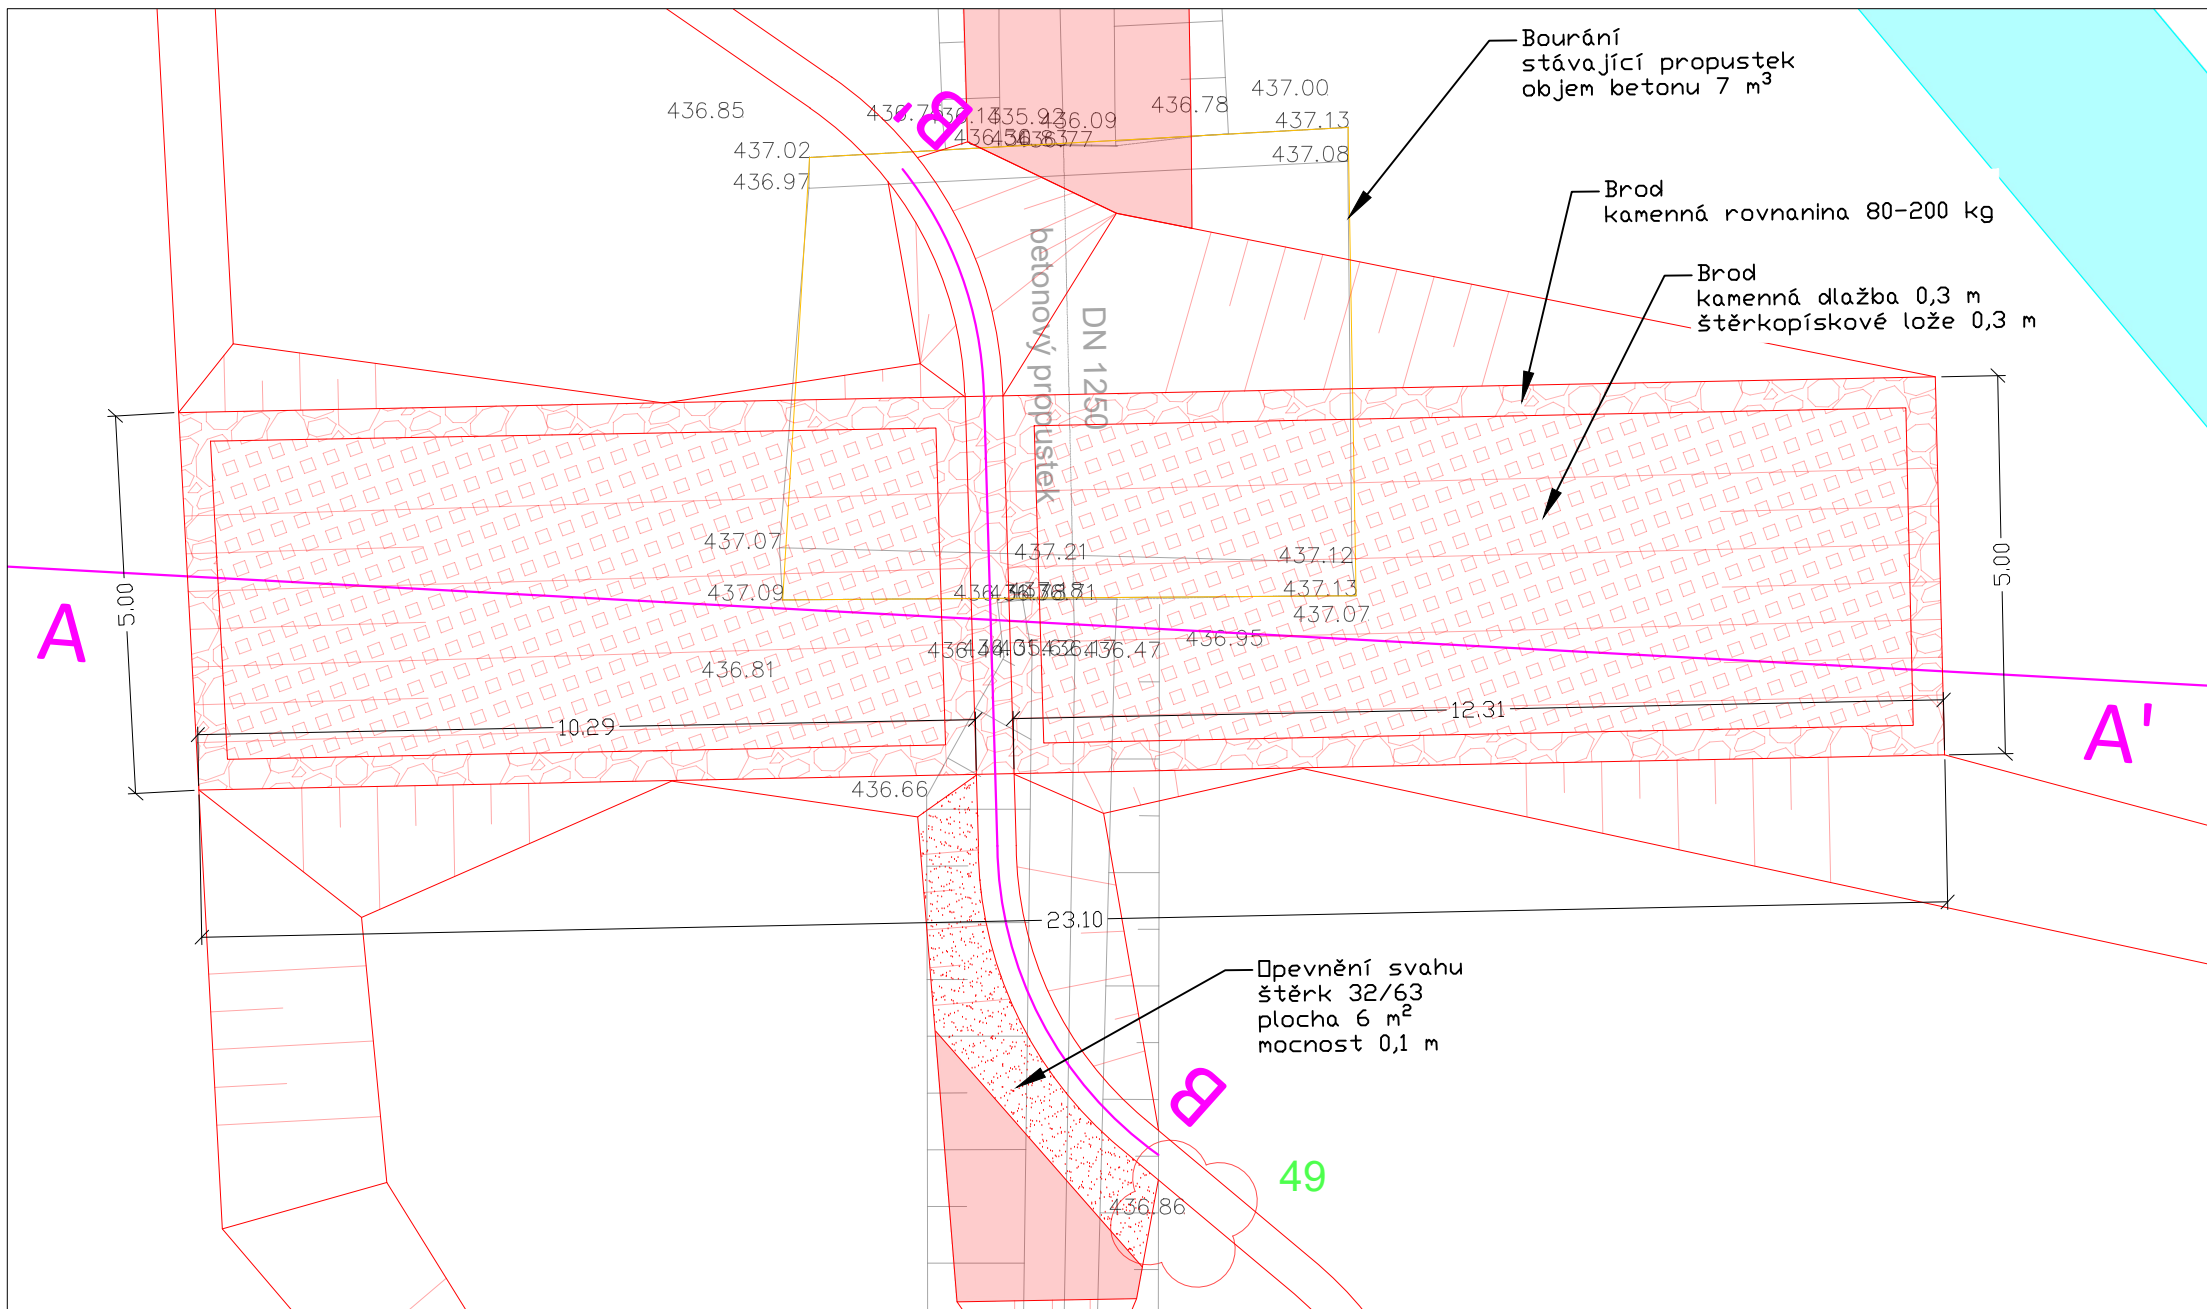 Bourání
stávající propustek
objem betonu 7 m³
437.00
436.85
436.78
437.13
436.09
437.02
437.08
436.97
Brod
kamenná rovnanina 80-200 kg
B'
Brod
kamenná dlažba 0,3 m
štěrkopískové lože 0,3 m
betonový propustek
DN 1250
437.07
437.21
437.12
437.09
437.13
437.07
5.00
5.00
A
436.95
436.47
436.81
10.29
12.31
A'
436.66
23.10
Opevnění svahu
štěrk 32/63
plocha 6 m²
mocnost 0,1 m
B
49
436.86